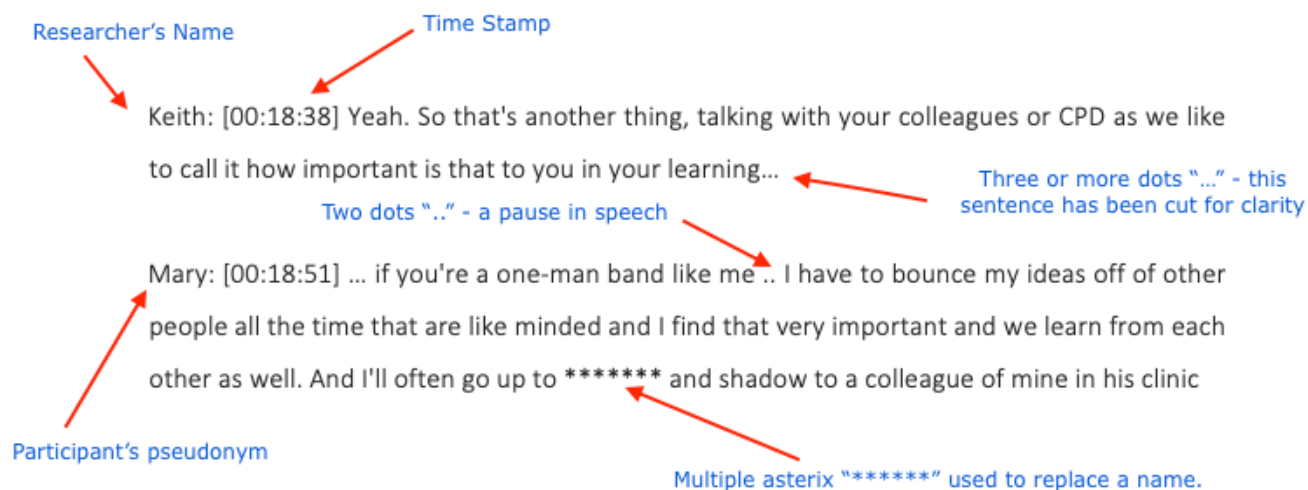 Researcher's Name
Time Stamp
Keith: [00:18:38] Yeah. So that's another thing, talking with your colleagues or CPD as we like
to call it how important is that to you in your learning…
Three or more dots "…" - this
sentence has been cut for clarity
Two dots ".." - a pause in speech
Mary: [00:18:51] … if you're a one-man band like me .. I have to bounce my ideas off of other
people all the time that are like minded and I find that very important and we learn from each
other as well. And I'll often go up to ******* and shadow to a colleague of mine in his clinic
Participant's pseudonym
Multiple asterix "******" used to replace a name.